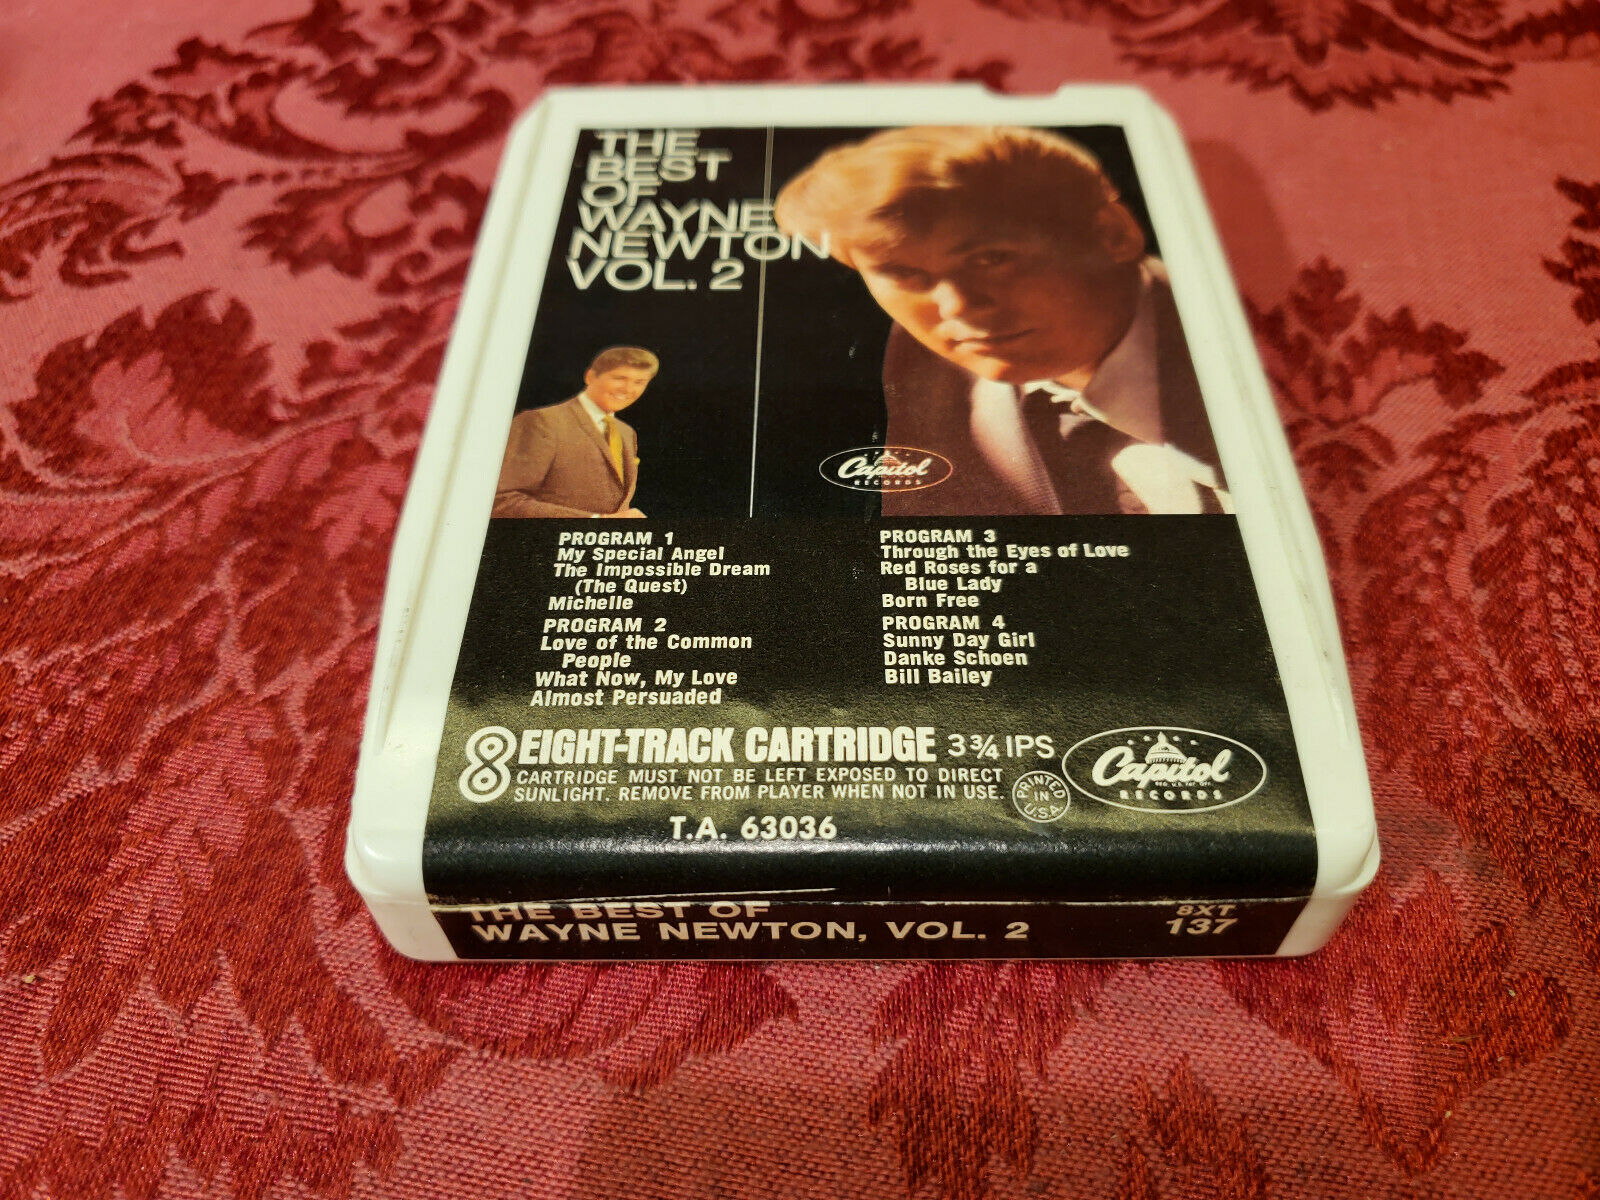 THE
BEST
OF
WAYNE
NEWTON
VOL. 2
Capitol
RECORDS
PROGRAM 1
My Special Angel
The Impossible Dream
(The Quest)
Michelle
PROGRAM 2
Love of the Common
People
What Now, My Love
Almost Persuaded
PROGRAM 3
Through the Eyes of Love
Red Roses for a
Blue Lady
Born Free
PROGRAM 4
Sunny Day Girl
Danke Schoen
Bill Bailey
8 EIGHT-TRACK CARTRIDGE 3¾ IPS
CARTRIDGE MUST NOT BE LEFT EXPOSED TO DIRECT
SUNLIGHT. REMOVE FROM PLAYER WHEN NOT IN USE.
PRINTED
IN
U.S.A.
Capitol
RECORDS
T.A. 63036
THE BEST OF
WAYNE NEWTON, VOL. 2
8XT
137